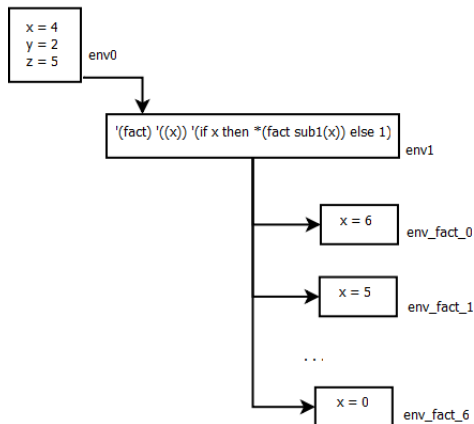 x = 4
y = 2
z = 5
env0
'(fact) '((x)) '(if x then *(fact sub1(x)) else 1)
env1
x = 6
env_fact_0
x = 5
env_fact_1
...
x = 0
env_fact_6